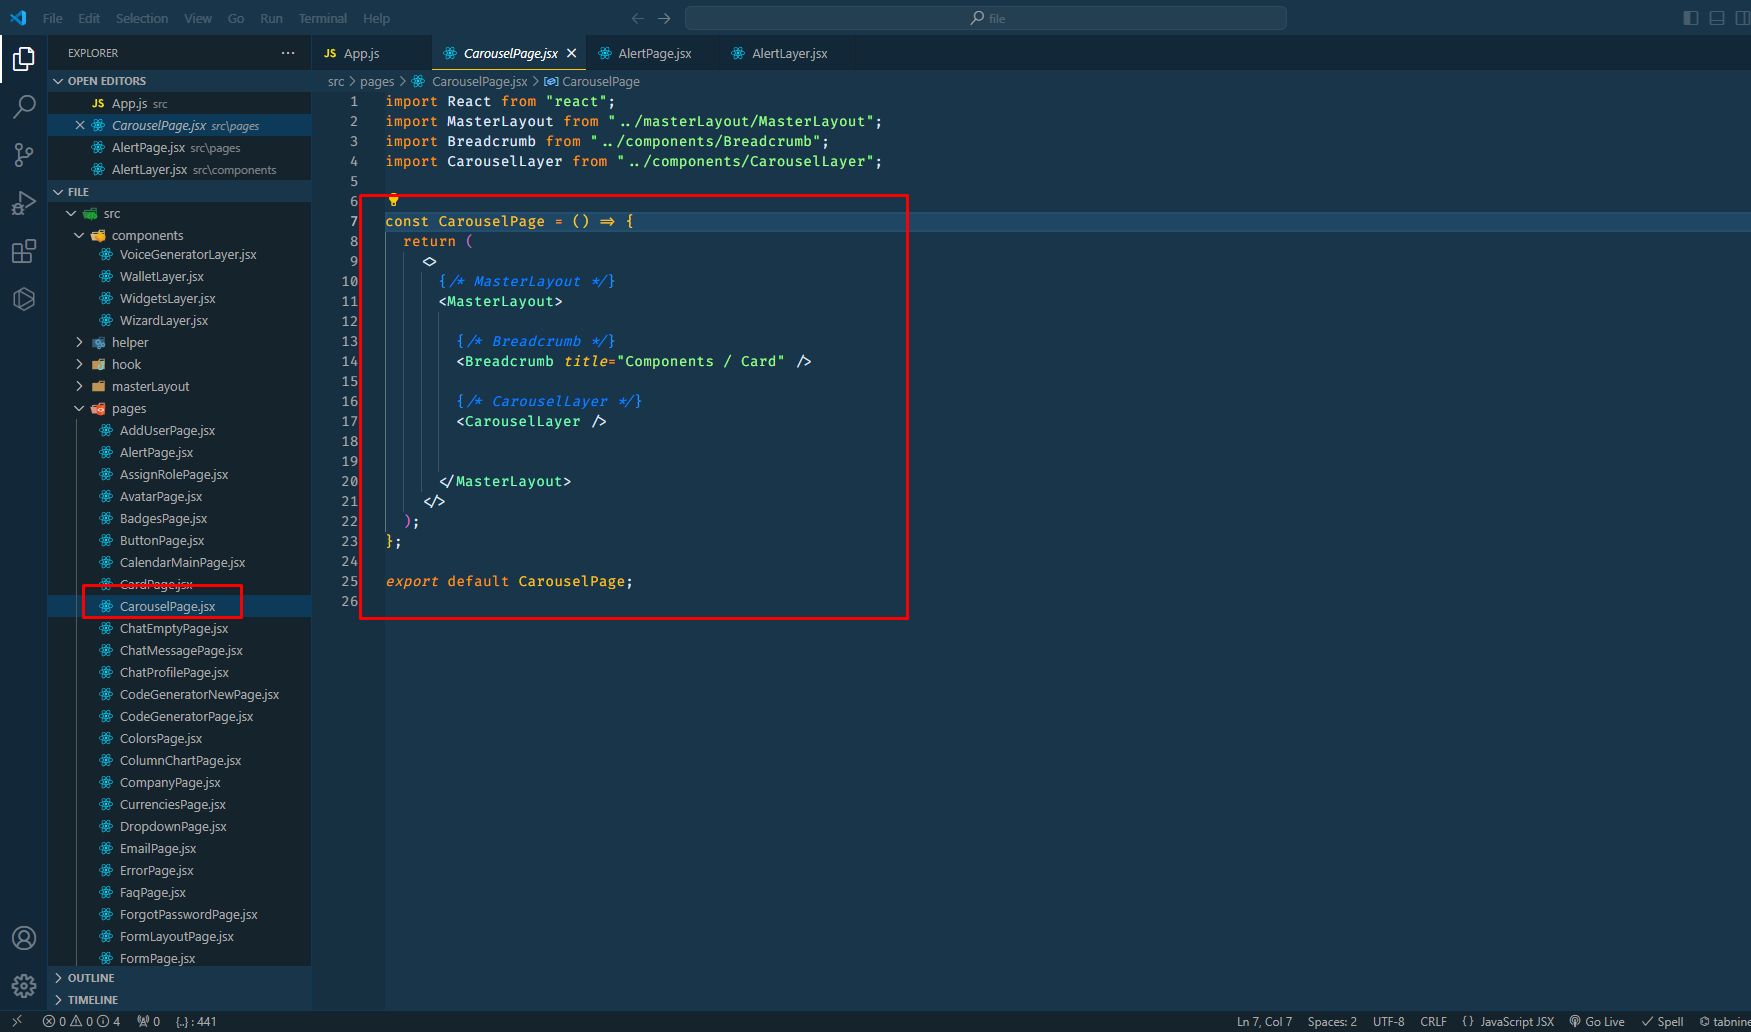 File Edit Selection View Go Run Terminal Help
file
EXPLORER
OPEN EDITORS
JS App.js src
CarouselPage.jsx src\pages
AlertPage.jsx src\pages
AlertLayer.jsx src\components
FILE
src
components
VoiceGeneratorLayer.jsx
WalletLayer.jsx
WidgetsLayer.jsx
WizardLayer.jsx
helper
hook
masterLayout
pages
AddUserPage.jsx
AlertPage.jsx
AssignRolePage.jsx
AvatarPage.jsx
BadgesPage.jsx
ButtonPage.jsx
CalendarMainPage.jsx
CardPage.jsx
CarouselPage.jsx
ChatEmptyPage.jsx
ChatMessagePage.jsx
ChatProfilePage.jsx
CodeGeneratorNewPage.jsx
CodeGeneratorPage.jsx
ColorsPage.jsx
ColumnChartPage.jsx
CompanyPage.jsx
CurrenciesPage.jsx
DropdownPage.jsx
EmailPage.jsx
ErrorPage.jsx
FaqPage.jsx
ForgotPasswordPage.jsx
FormLayoutPage.jsx
FormPage.jsx
OUTLINE
TIMELINE
JS App.js CarouselPage.jsx AlertPage.jsx AlertLayer.jsx
src > pages > CarouselPage.jsx > CarouselPage
1 import React from "react";
2 import MasterLayout from "../masterLayout/MasterLayout";
3 import Breadcrumb from "../components/Breadcrumb";
4 import CarouselLayer from "../components/CarouselLayer";
5
6
7 const CarouselPage = () => {
8 return (
9 <>
10 {/* MasterLayout */}
11 <MasterLayout>
12
13 {/* Breadcrumb */}
14 <Breadcrumb title="Components / Card" />
15
16 {/* CarouselLayer */}
17 <CarouselLayer />
18
19
20 </MasterLayout>
21 </>
22 );
23 };
24
25 export default CarouselPage;
26
0 0 4 0 {..} : 441
Ln 7, Col 7 Spaces: 2 UTF-8 CRLF {} JavaScript JSX Go Live Spell tabnine